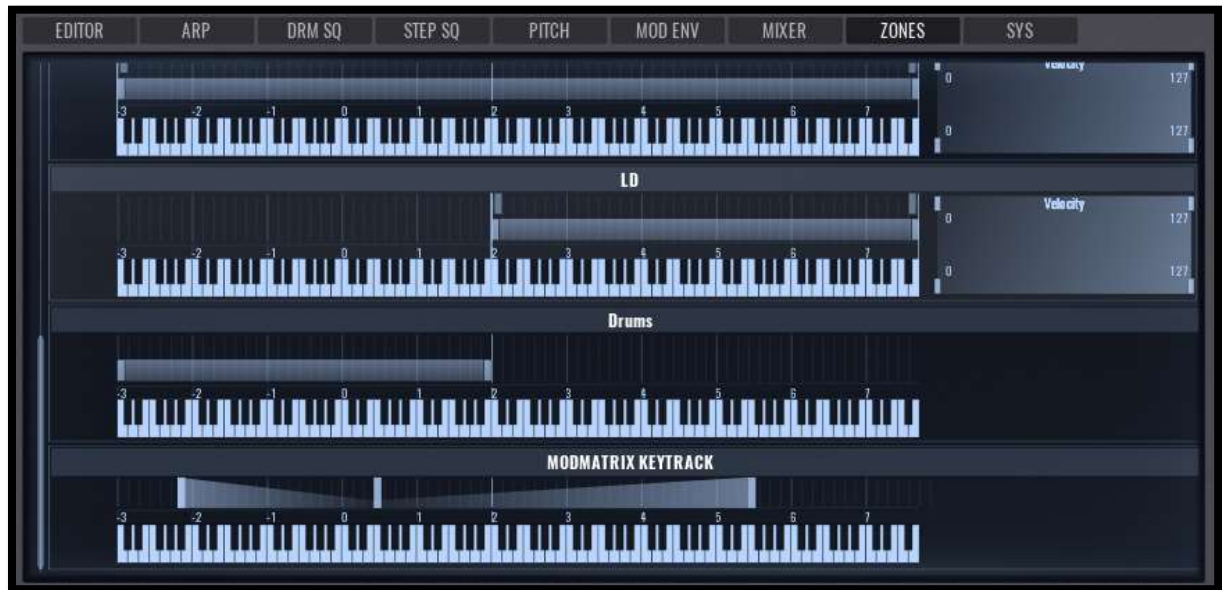 EDITOR ARP DRM SQ STEP SQ PITCH MOD ENV MIXER ZONES SYS
Velocity
0 127
-3 -2 -1 0 1 2 3 4 5 6 7
0 127
LD
Velocity
0 127
-3 -2 -1 0 1 2 3 4 5 6 7
0 127
Drums
-3 -2 -1 0 1 2 3 4 5 6 7
MODMATRIX KEYTRACK
-3 -2 -1 0 1 2 3 4 5 6 7